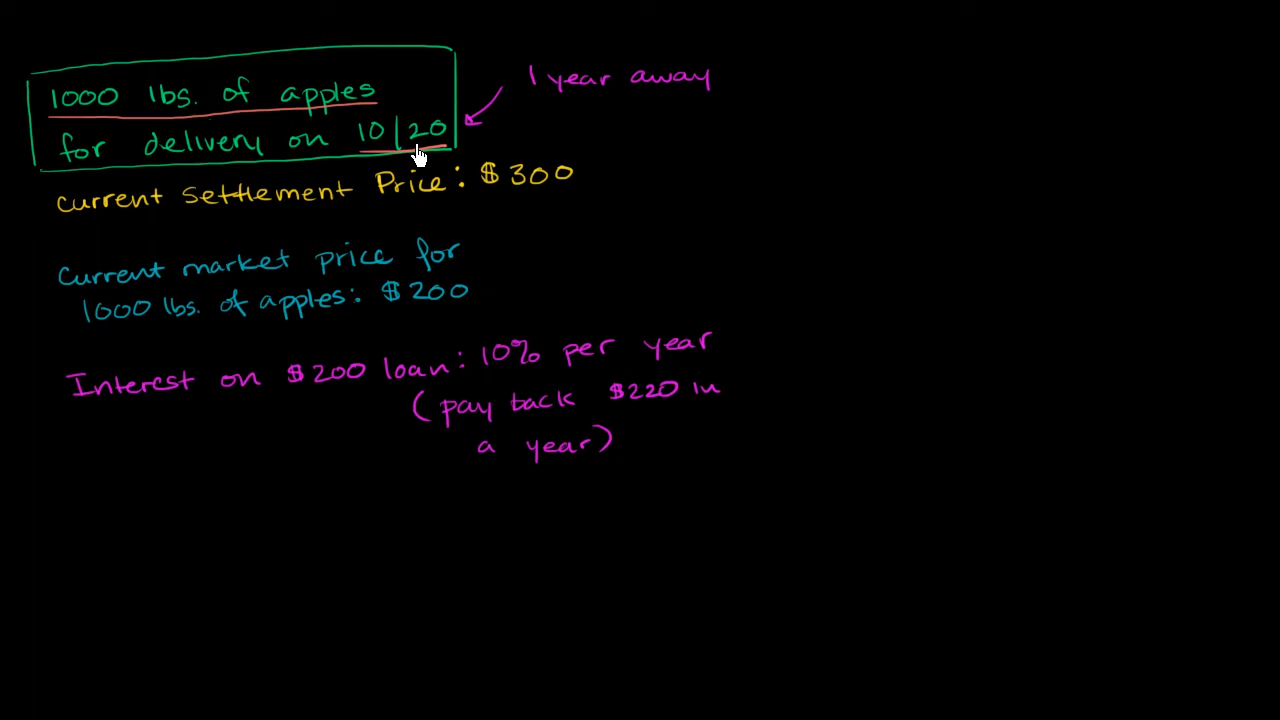 1000 lbs. of apples
1 year away
for delivery on 10/20
current settlement Price: $300
Current market price for
1000 lbs. of apples: $200
Interest on $200 loan: 10% per year
(pay back $220 in
a year)